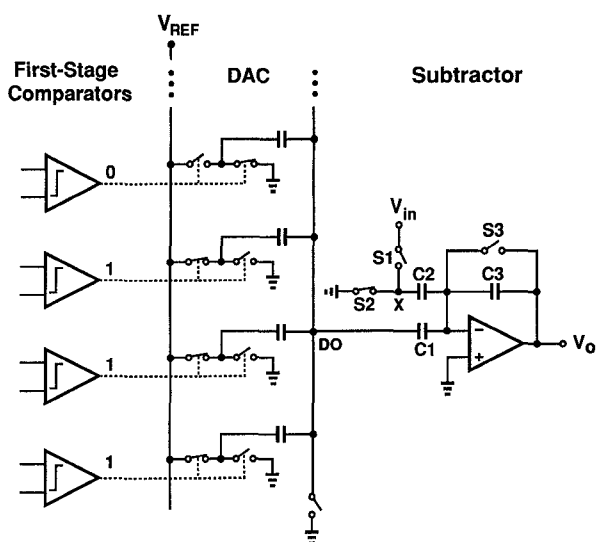 V_REF
First-Stage
Comparators
DAC
Subtractor
0
1
1
1
V_in
S1
S2
X
C2
S3
C3
C1
DO
−
+
V_o